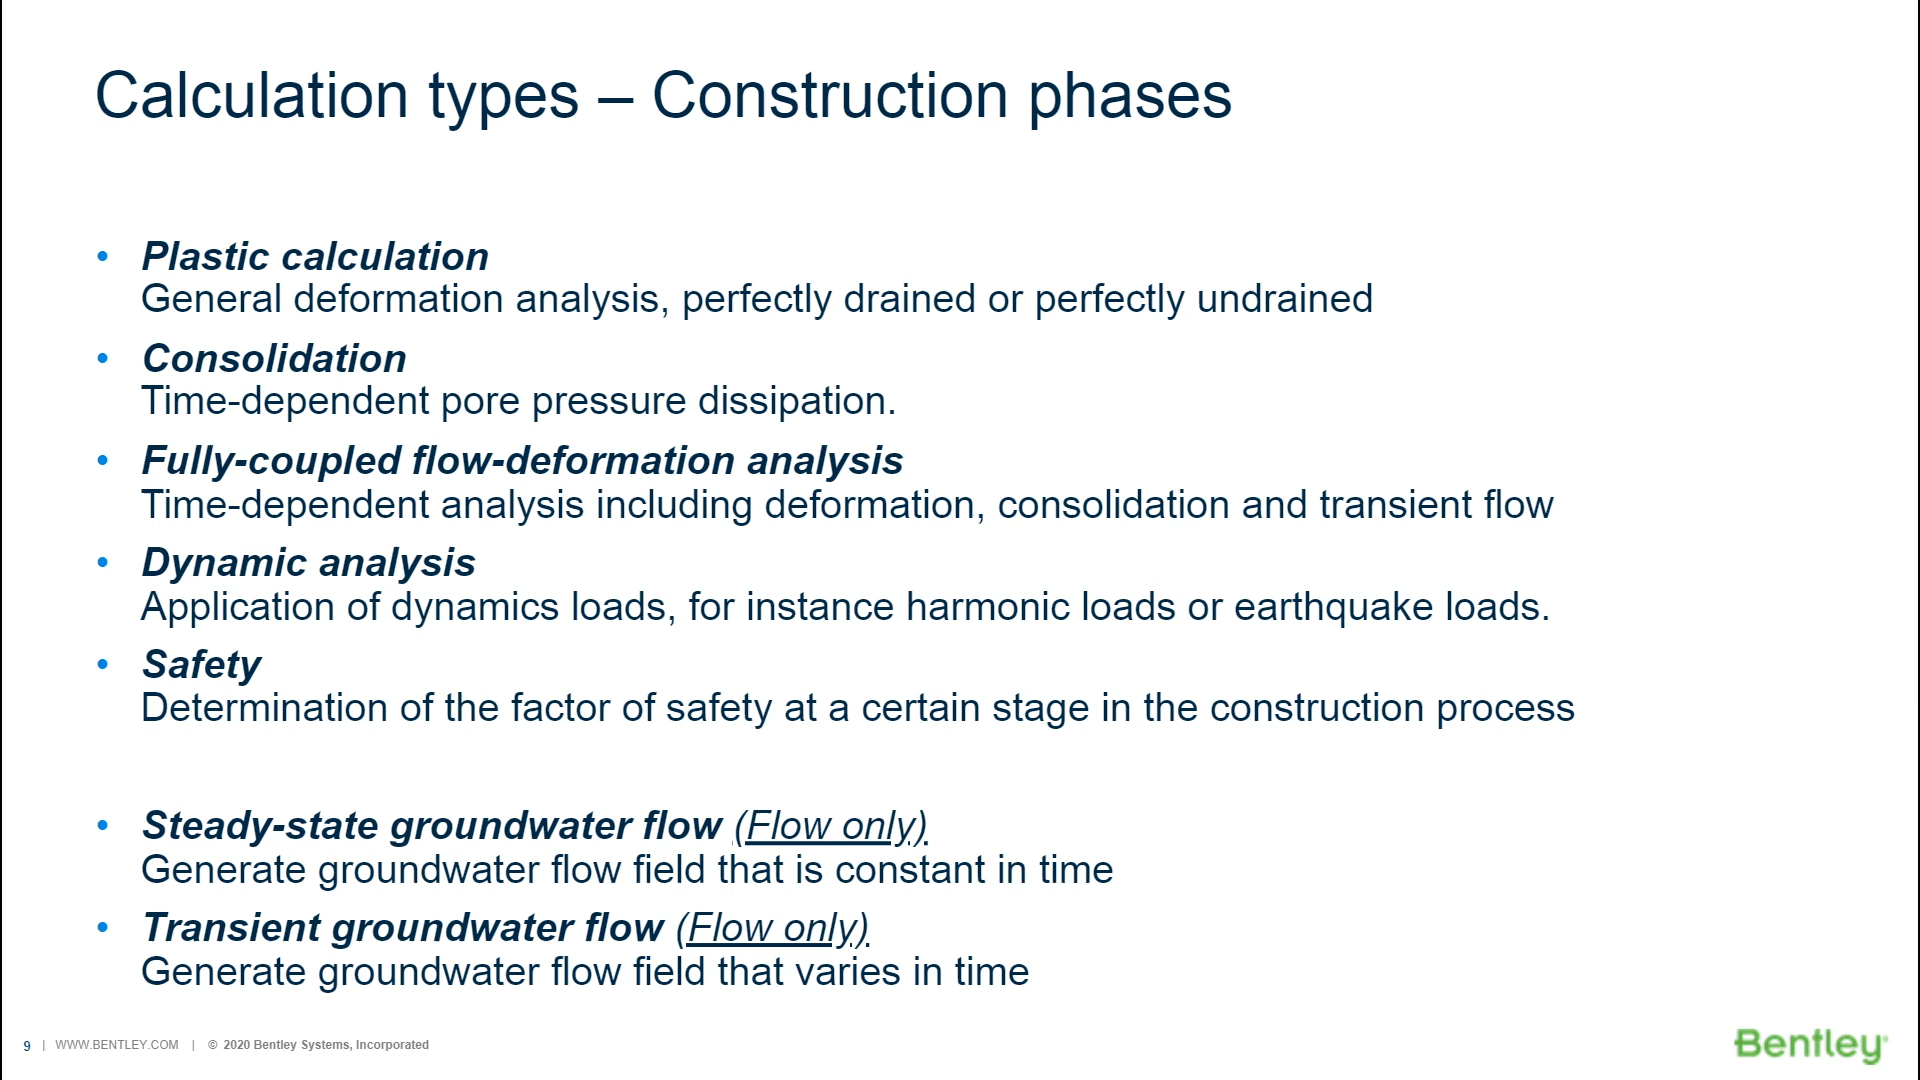 Calculation types – Construction phases
• Plastic calculation
General deformation analysis, perfectly drained or perfectly undrained
• Consolidation
Time-dependent pore pressure dissipation.
• Fully-coupled flow-deformation analysis
Time-dependent analysis including deformation, consolidation and transient flow
• Dynamic analysis
Application of dynamics loads, for instance harmonic loads or earthquake loads.
• Safety
Determination of the factor of safety at a certain stage in the construction process
• Steady-state groundwater flow (Flow only)
Generate groundwater flow field that is constant in time
• Transient groundwater flow (Flow only)
Generate groundwater flow field that varies in time
9 | WWW.BENTLEY.COM | © 2020 Bentley Systems, Incorporated
Bentley®